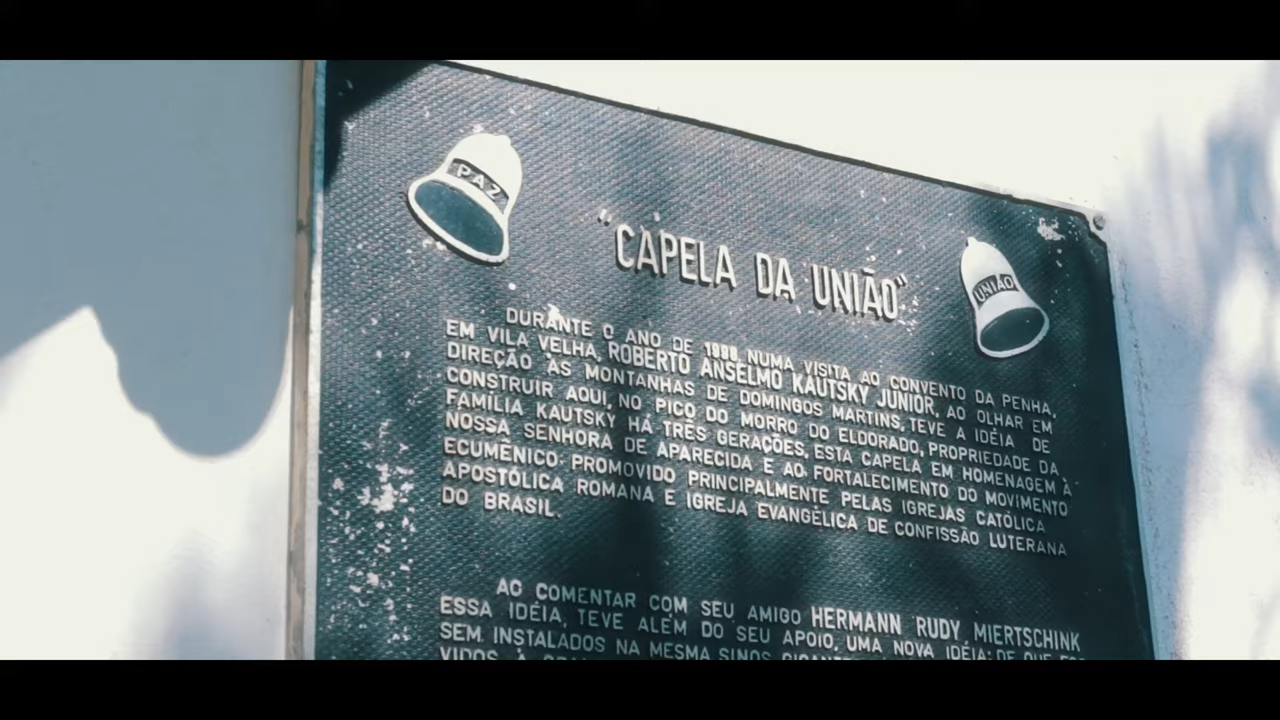 PAZ
"CAPELA DA UNIÃO"
UNIÃO
DURANTE O ANO DE 1998, NUMA VISITA AO CONVENTO DA PENHA,
EM VILA VELHA, ROBERTO ANSELMO KAUTSKY JUNIOR, AO OLHAR EM
DIREÇÃO ÀS MONTANHAS DE DOMINGOS MARTINS, TEVE A IDÉIA DE
CONSTRUIR AQUI, NO PICO DO MORRO DO ELDORADO, PROPRIEDADE DA
FAMÍLIA KAUTSKY HÁ TRÊS GERAÇÕES, ESTA CAPELA EM HOMENAGEM À
NOSSA SENHORA DE APARECIDA E AO FORTALECIMENTO DO MOVIMENTO
ECUMÊNICO PROMOVIDO PRINCIPALMENTE PELAS IGREJAS CATÓLICA
APOSTÓLICA ROMANA E IGREJA EVANGÉLICA DE CONFISSÃO LUTERANA
DO BRASIL.
AO COMENTAR COM SEU AMIGO HERMANN RUDY MIERTSCHINK
ESSA IDÉIA, TEVE ALÉM DO SEU APOIO, UMA NOVA IDÉIA: DE QUE
SEM INSTALADOS NA MESMA SINOS